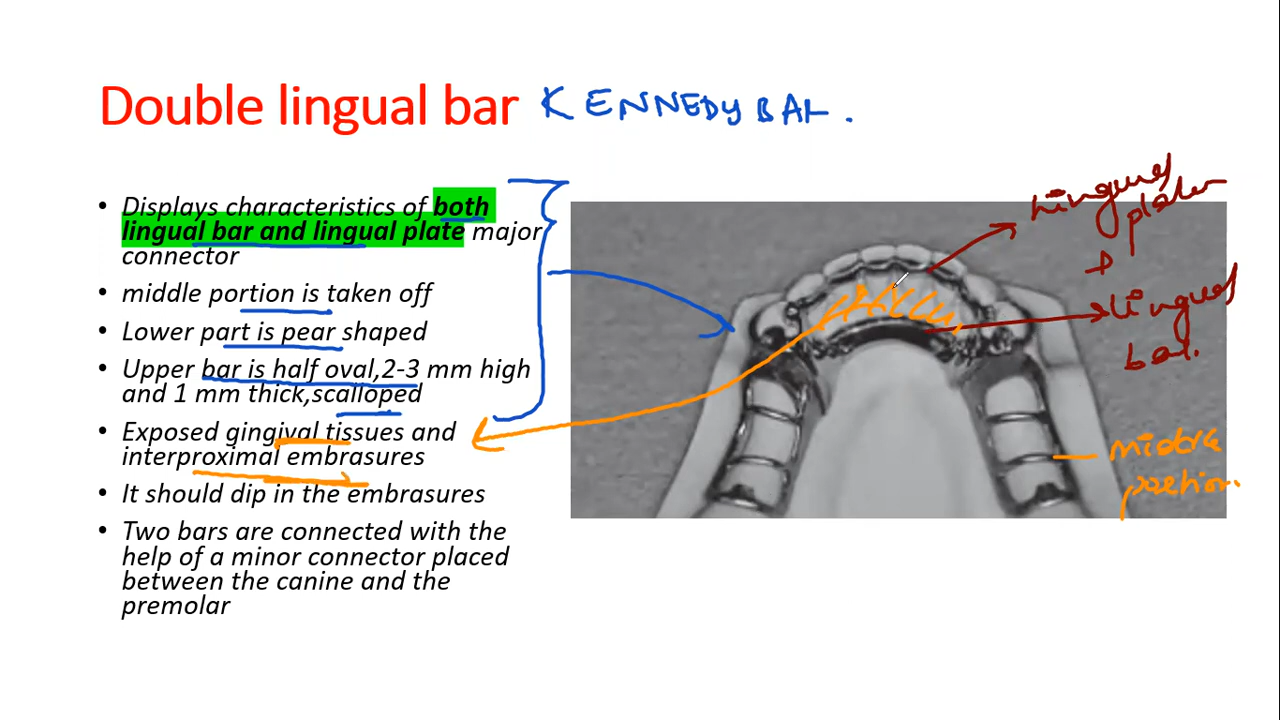 Double lingual bar KENNEDY BAR.
• Displays characteristics of both
lingual bar and lingual plate major
connector
• middle portion is taken off
• Lower part is pear shaped
• Upper bar is half oval,2-3 mm high
and 1 mm thick,scalloped
• Exposed gingival tissues and
interproximal embrasures
• It should dip in the embrasures
• Two bars are connected with the
help of a minor connector placed
between the canine and the
premolar
Lingual
plate
+
lingual
bar.
middle
portion.